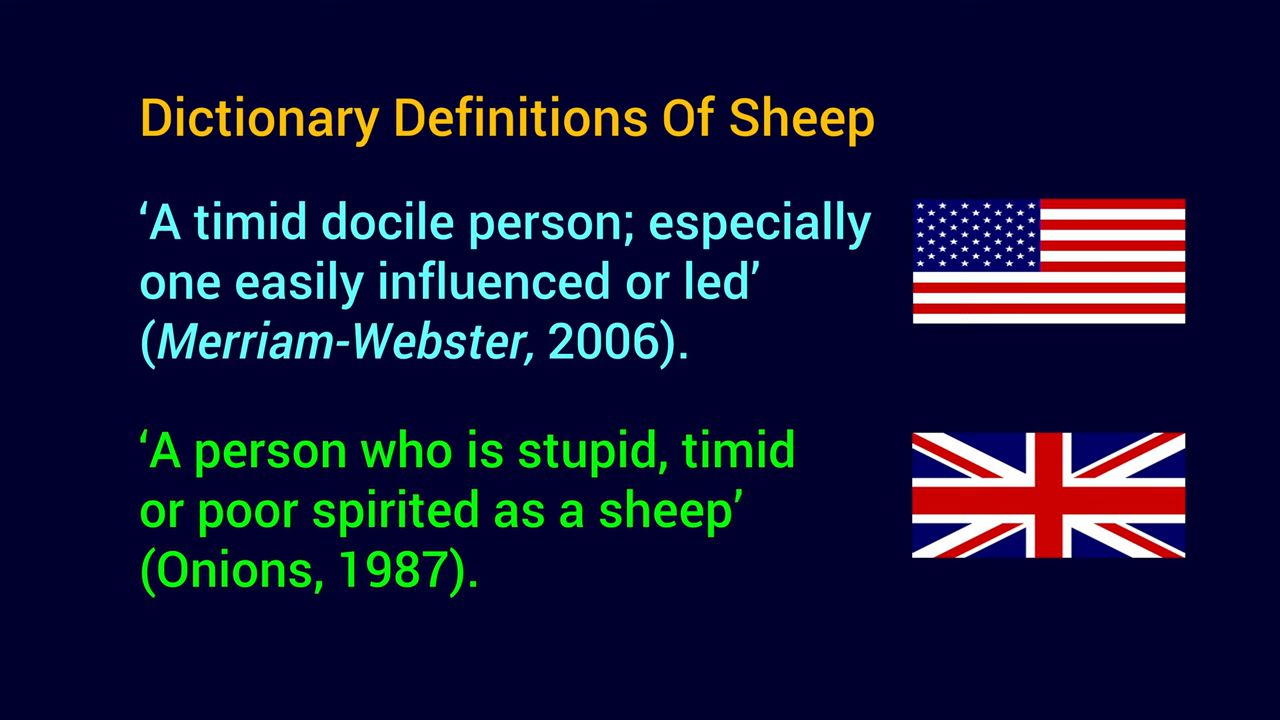 Dictionary Definitions Of Sheep
‘A timid docile person; especially
one easily influenced or led’
(Merriam-Webster, 2006).
‘A person who is stupid, timid
or poor spirited as a sheep’
(Onions, 1987).